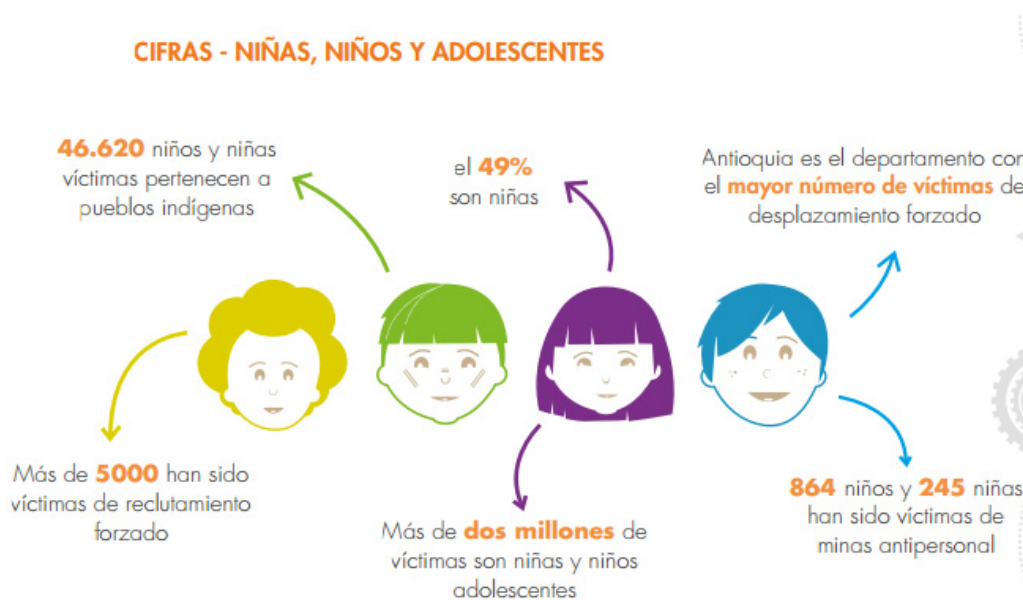 CIFRAS - NIÑAS, NIÑOS Y ADOLESCENTES
46.620 niños y niñas
víctimas pertenecen a
pueblos indígenas
el 49%
son niñas
Antioquia es el departamento con
el mayor número de víctimas de
desplazamiento forzado
Más de 5000 han sido
víctimas de reclutamiento
forzado
Más de dos millones de
víctimas son niñas y niños
adolescentes
864 niños y 245 niñas
han sido víctimas de
minas antipersonal